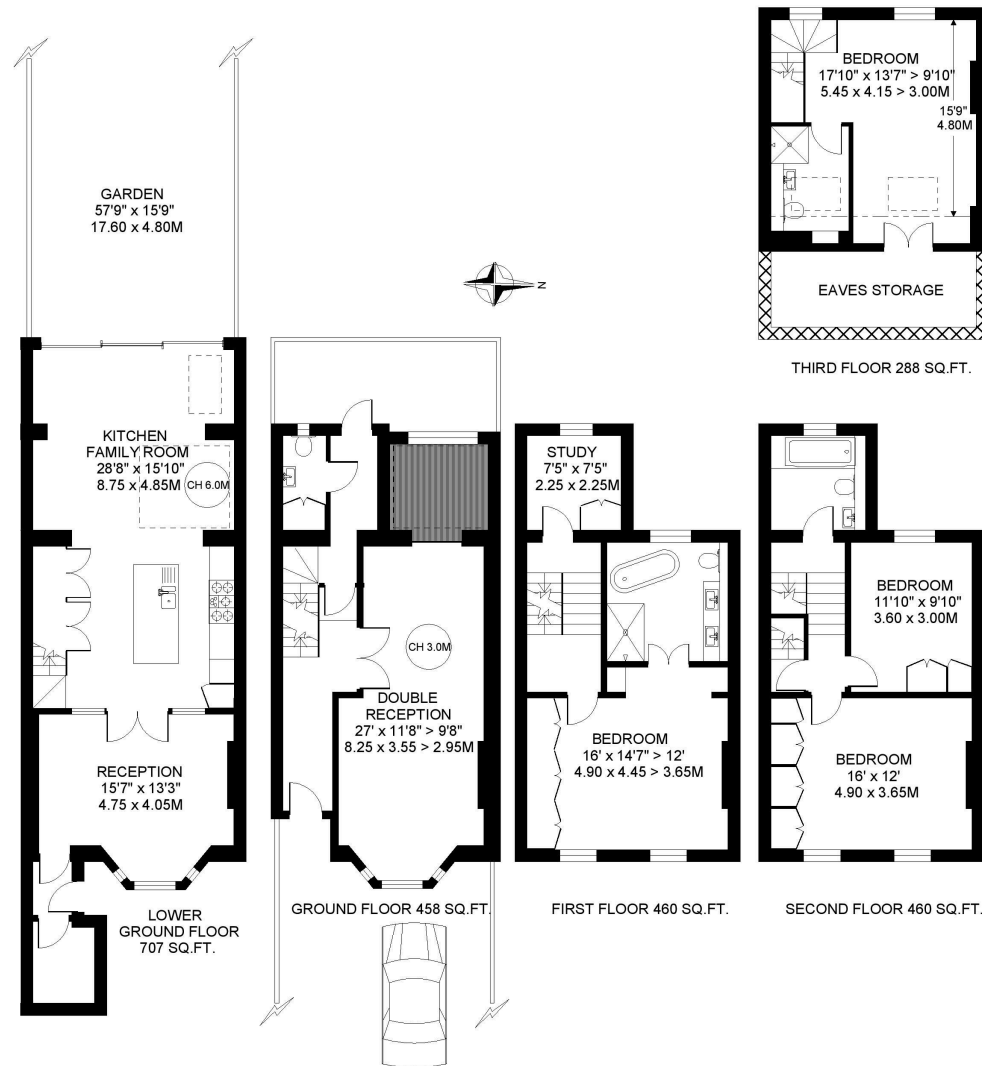 GARDEN
57'9" x 15'9"
17.60 x 4.80M
BEDROOM
17'10" x 13'7" > 9'10"
5.45 x 4.15 > 3.00M
15'9"
4.80M
EAVES STORAGE
THIRD FLOOR 288 SQ.FT.
N
KITCHEN
FAMILY ROOM
28'8" x 15'10"
8.75 x 4.85M
CH 6.0M
RECEPTION
15'7" x 13'3"
4.75 x 4.05M
LOWER
GROUND FLOOR
707 SQ.FT.
CH 3.0M
DOUBLE
RECEPTION
27' x 11'8" > 9'8"
8.25 x 3.55 > 2.95M
GROUND FLOOR 458 SQ.FT.
STUDY
7'5" x 7'5"
2.25 x 2.25M
BEDROOM
16' x 14'7" > 12'
4.90 x 4.45 > 3.65M
FIRST FLOOR 460 SQ.FT.
BEDROOM
11'10" x 9'10"
3.60 x 3.00M
BEDROOM
16' x 12'
4.90 x 3.65M
SECOND FLOOR 460 SQ.FT.